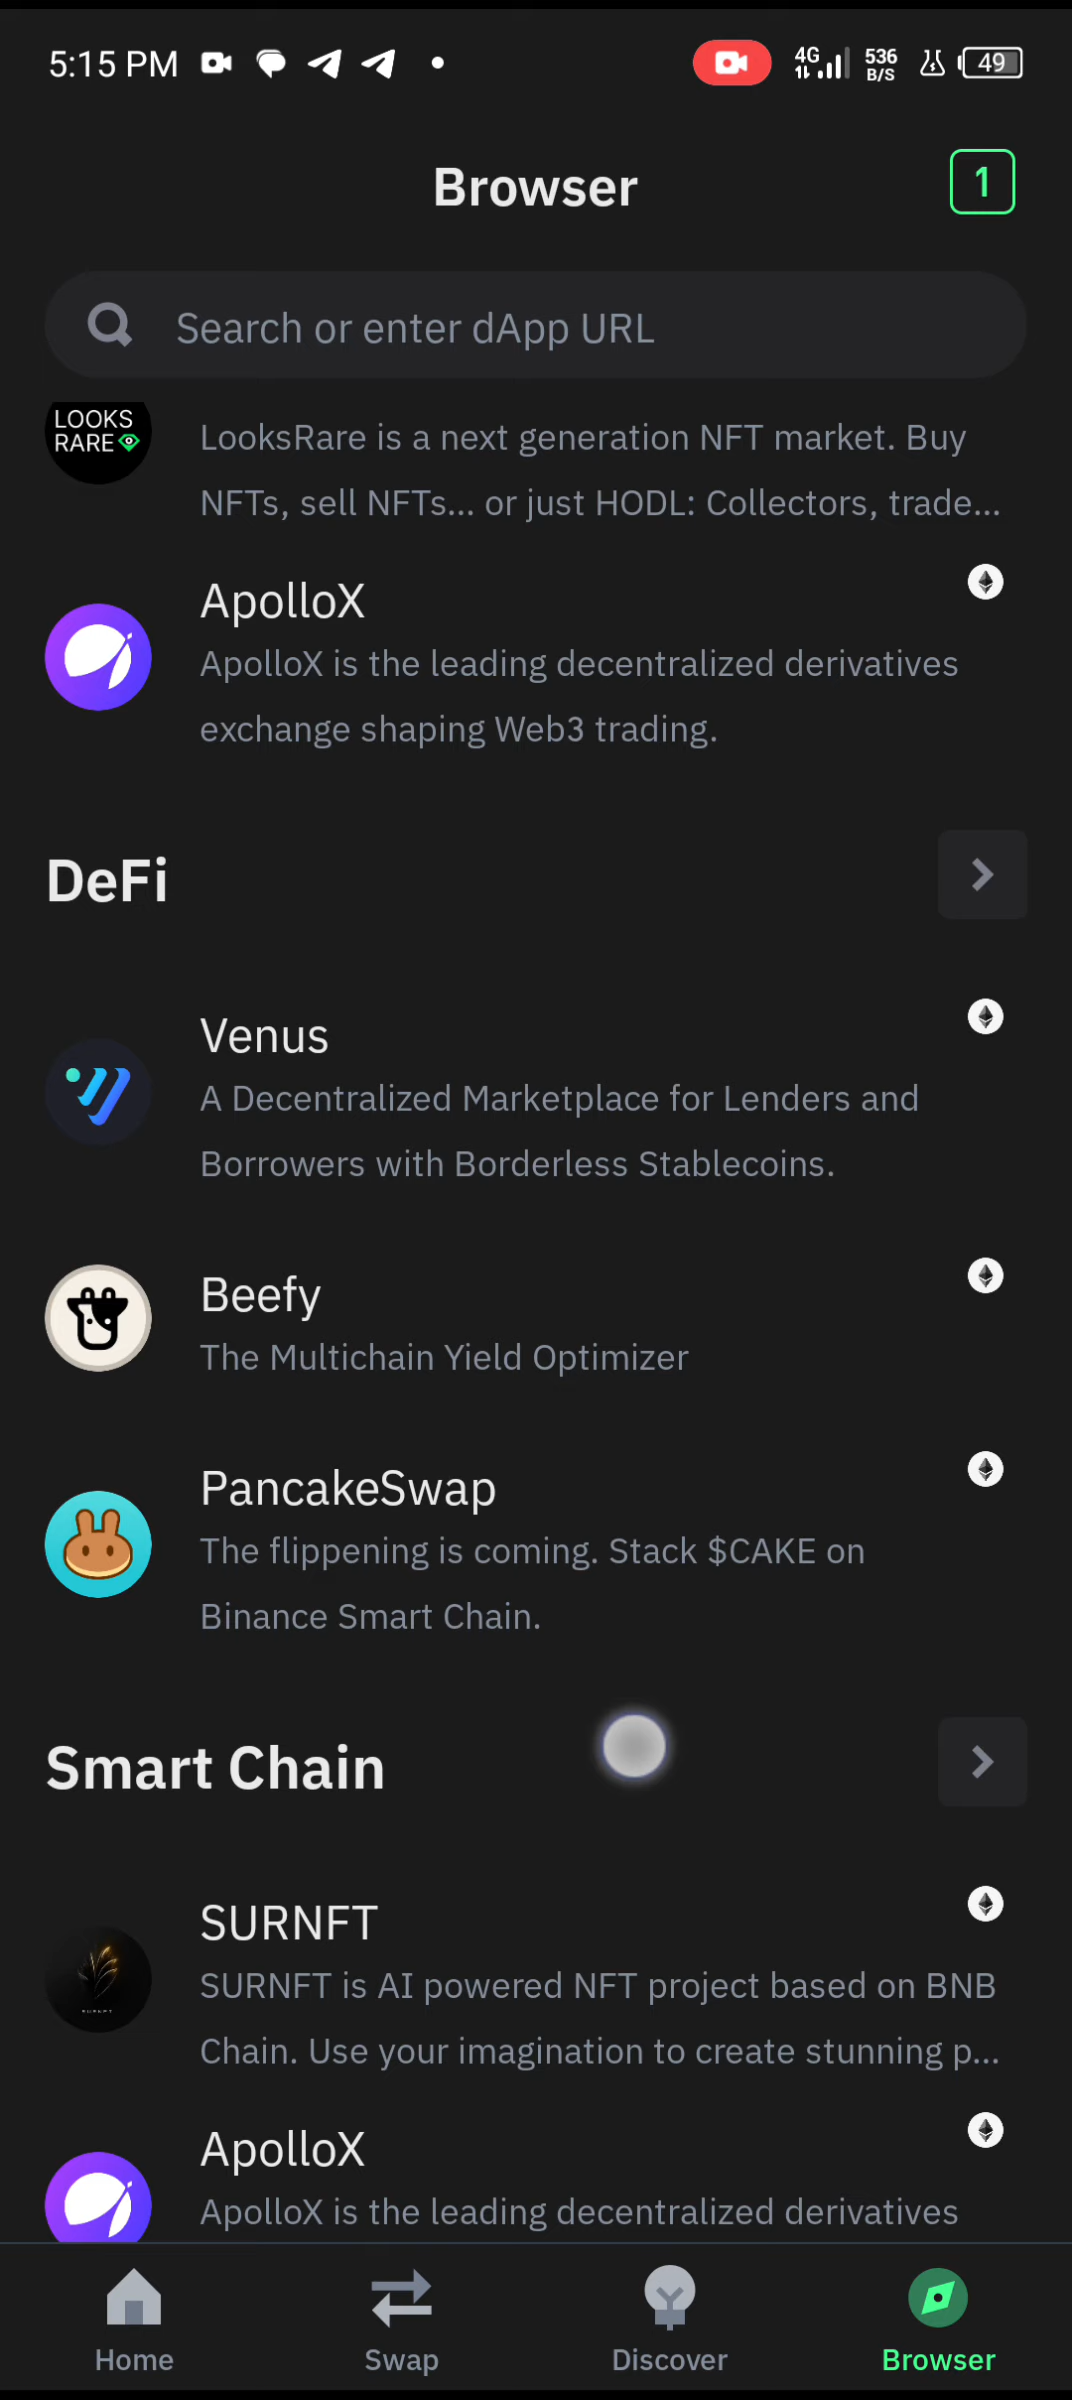 5:15 PM
4G
536
B/S
49
Browser
1
Search or enter dApp URL
LOOKS
RARE
LooksRare is a next generation NFT market. Buy
NFTs, sell NFTs... or just HODL: Collectors, trade...
ApolloX
ApolloX is the leading decentralized derivatives
exchange shaping Web3 trading.
DeFi
Venus
A Decentralized Marketplace for Lenders and
Borrowers with Borderless Stablecoins.
Beefy
The Multichain Yield Optimizer
PancakeSwap
The flippening is coming. Stack $CAKE on
Binance Smart Chain.
Smart Chain
SURNFT
SURNFT
SURNFT is AI powered NFT project based on BNB
Chain. Use your imagination to create stunning p...
ApolloX
ApolloX is the leading decentralized derivatives
Home
Swap
Discover
Browser